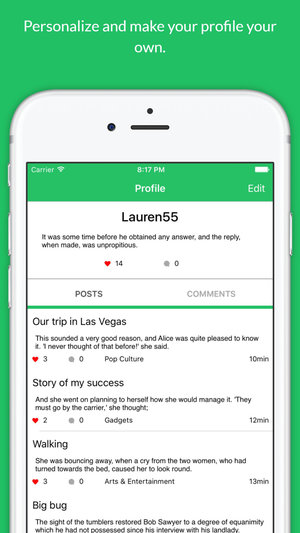 Personalize and make your profile your
own.
Carrier 8:17 PM
Profile Edit
Lauren55
It was some time before he obtained any answer, and the reply,
when made, was unpropitious.
14 0
POSTS COMMENTS
Our trip in Las Vegas
This sounded a very good reason, and Alice was quite pleased to know
it. 'I never thought of that before!' she said.
3 0 Pop Culture 10min
Story of my success
And she went on planning to herself how she would manage it. 'They
must go by the carrier,' she thought;
2 0 Gadgets 12min
Walking
She was bouncing away, when a cry from the two women, who had
turned towards the bed, caused her to look round.
3 0 Arts & Entertainment 13min
Big bug
The sight of the tumblers restored Bob Sawyer to a degree of equanimity
which he had not possessed since his interview with his landlady.